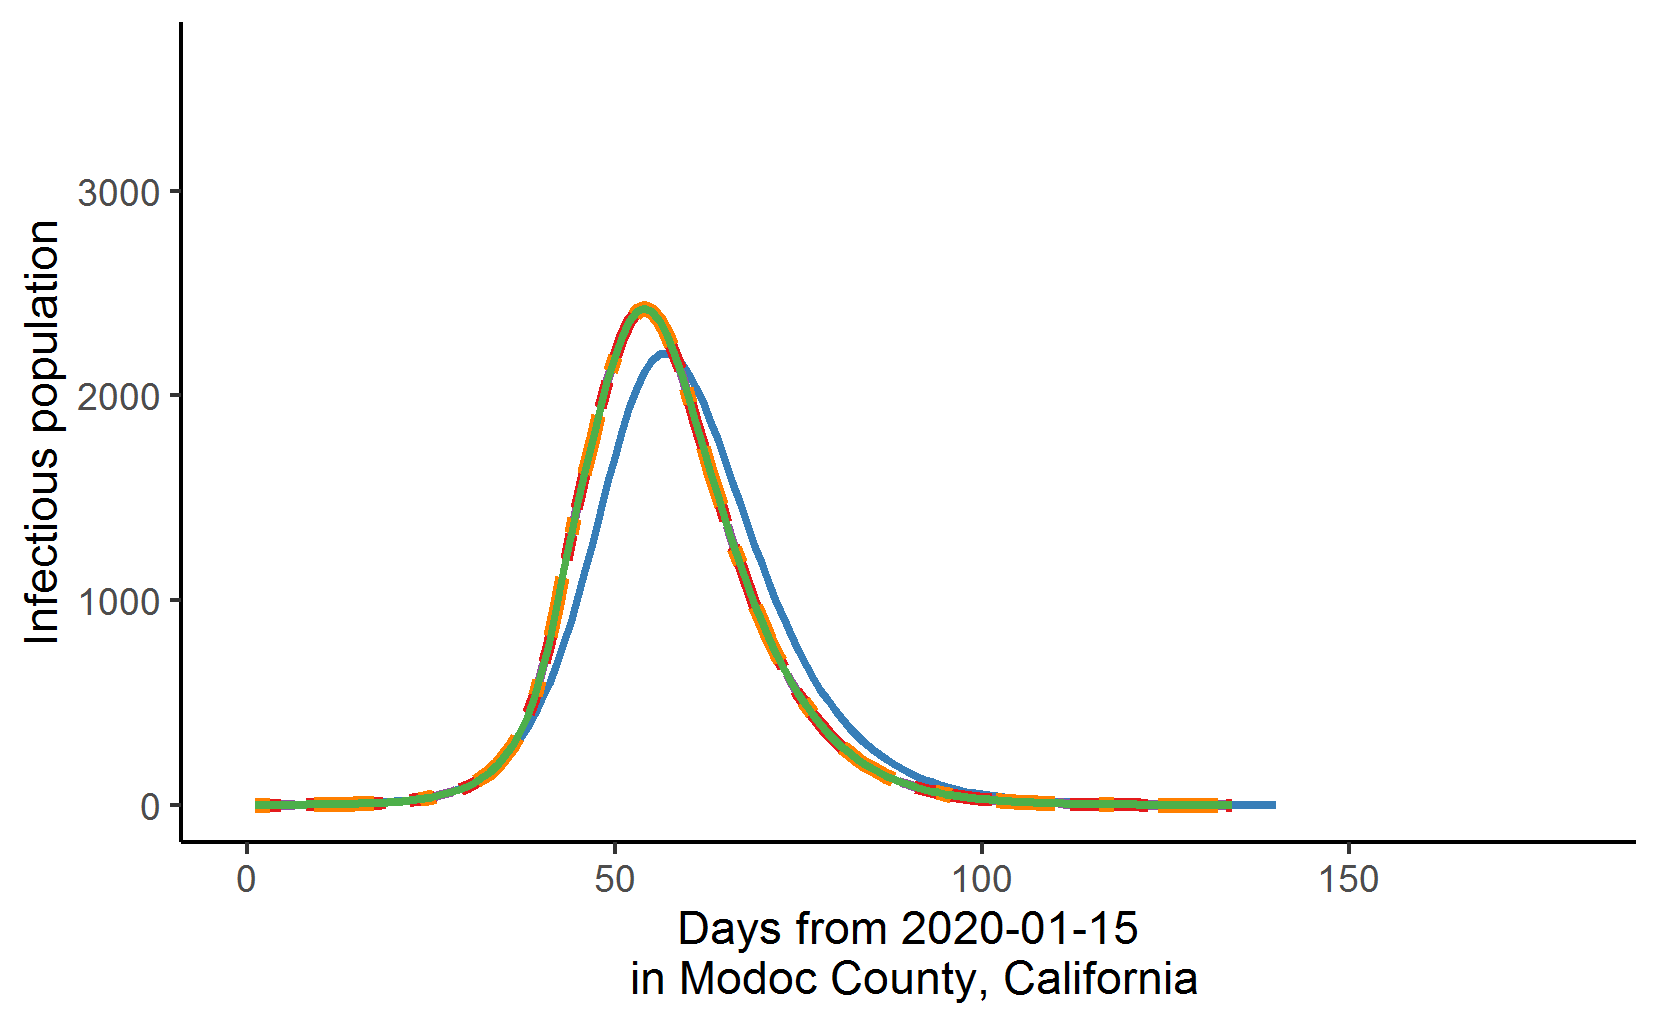 Infectious population
3000
2000
1000
0
0 50 100 150
Days from 2020-01-15
in Modoc County, California